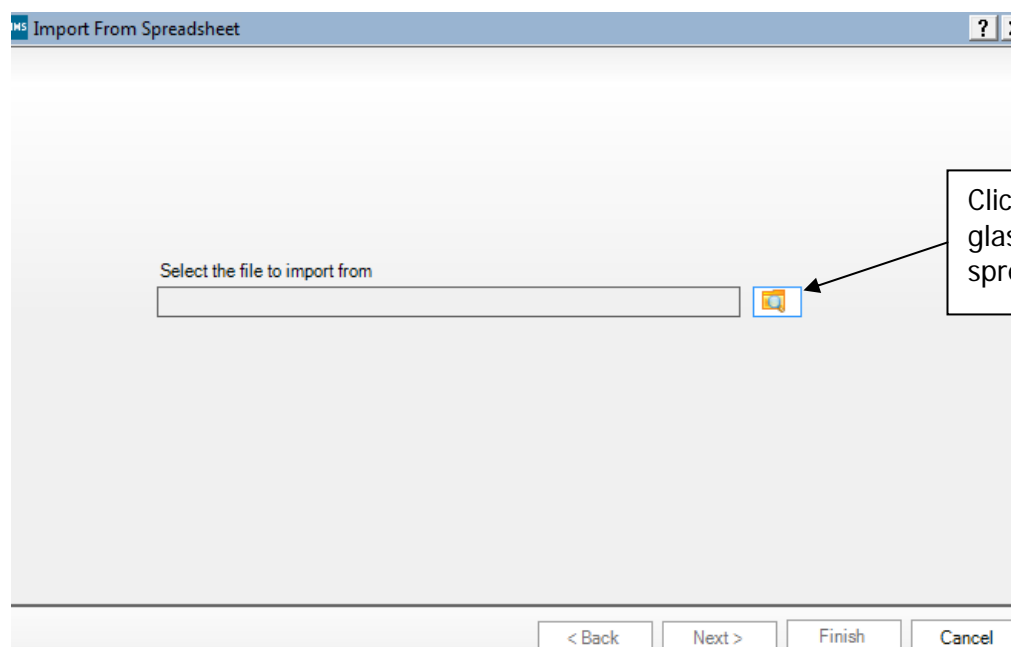 Import From Spreadsheet
?
Select the file to import from
< Back
Next >
Finish
Cancel